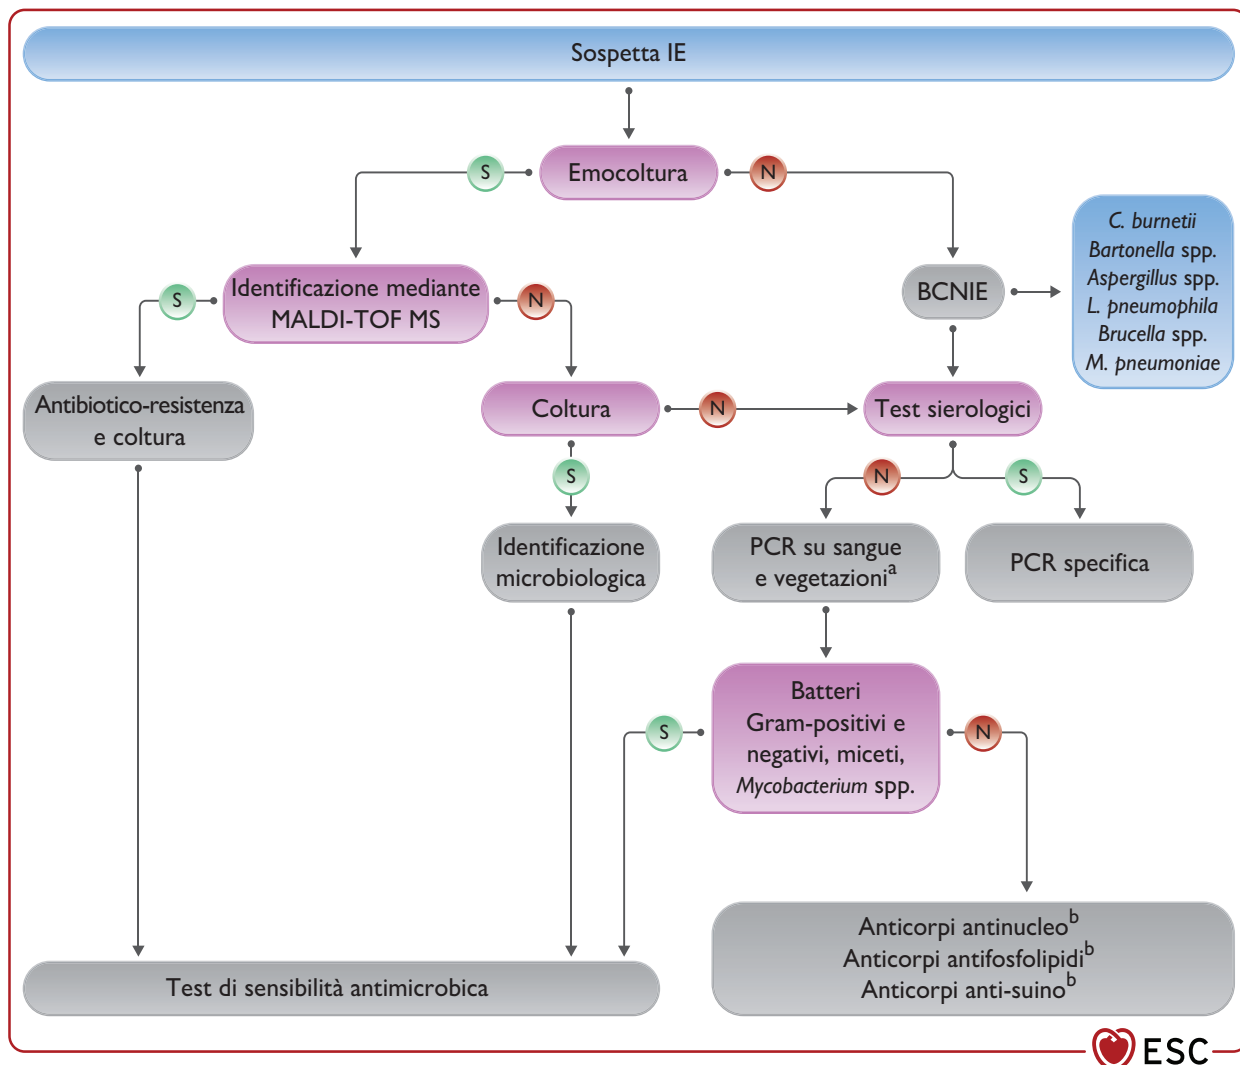 Sospetta IE
Emocoltura
S
N
C. burnetii
Bartonella spp.
Aspergillus spp.
L. pneumophila
Brucella spp.
M. pneumoniae
Identificazione mediante
MALDI-TOF MS
S
N
BCNIE
Antibiotico-resistenza
e coltura
Coltura
N
Test sierologici
S
N
S
Identificazione
microbiologica
PCR su sangue
e vegetazioniᵃ
PCR specifica
Batteri
Gram-positivi e
negativi, miceti,
Mycobacterium spp.
S
N
Anticorpi antinucleoᵇ
Anticorpi antifosfolipidiᵇ
Anticorpi anti-suinoᵇ
Test di sensibilità antimicrobica
ESC